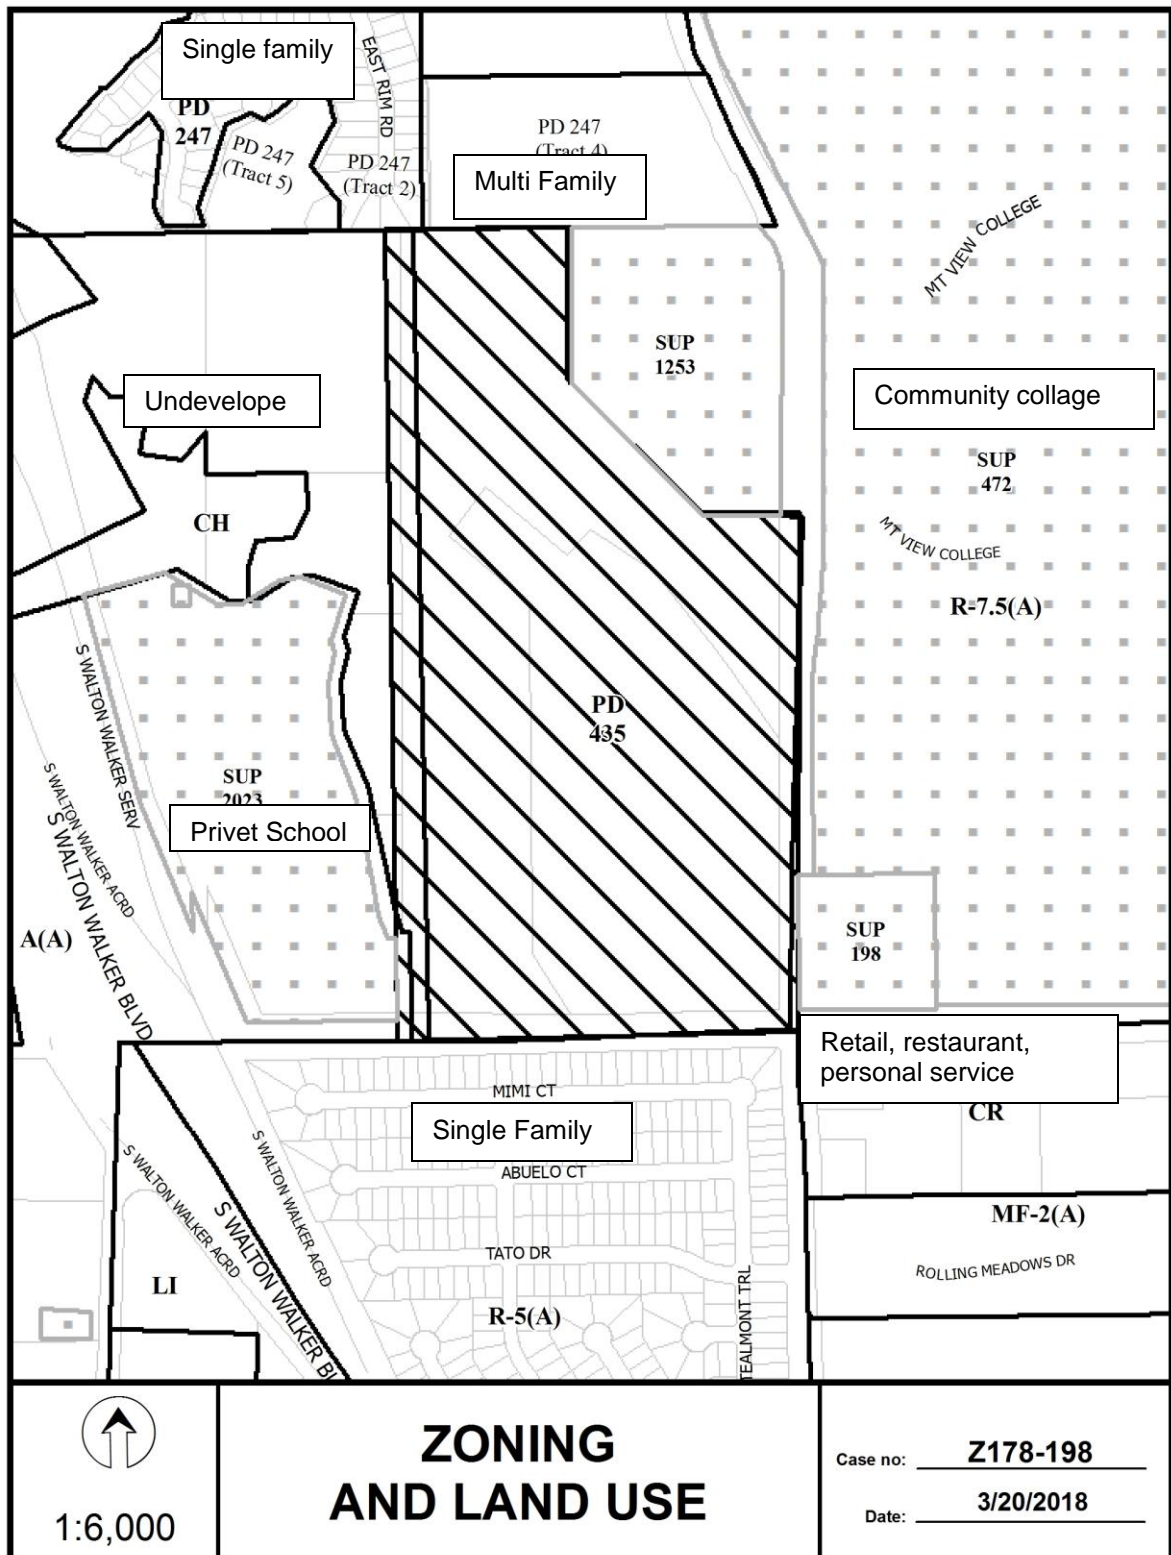 Single family
EAST RIM RD
PD
247
PD 247
(Tract 5)
PD 247
(Tract 2)
PD 247
(Tract 4)
Multi Family
MT VIEW COLLEGE
SUP
1253
Undevelope
Community collage
SUP
472
CH
MT VIEW COLLEGE
R-7.5(A)
S WALTON WALKER SERV
PD
435
SUP
2023
Privet School
S WALTON WALKER ACRD
S WALTON WALKER BLVD
A(A)
SUP
198
Retail, restaurant,
personal service
CR
MIMI CT
Single Family
ABUELO CT
S WALTON WALKER ACRD
S WALTON WALKER ACRD
S WALTON WALKER BL
MF-2(A)
TATO DR
ROLLING MEADOWS DR
LI
R-5(A)
TEALMONT TRL
1:6,000
ZONING
AND LAND USE
Case no: Z178-198
Date: 3/20/2018